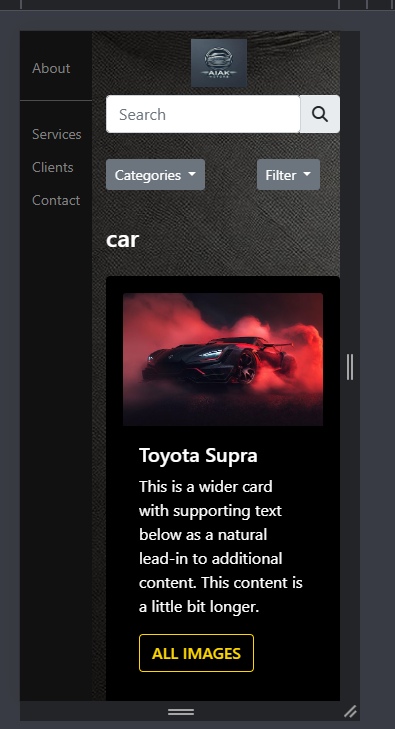 About
Services
Clients
Contact
AIAK
Search
Categories
Filter
car
Toyota Supra
This is a wider card
with supporting text
below as a natural
lead-in to additional
content. This content is
a little bit longer.
ALL IMAGES